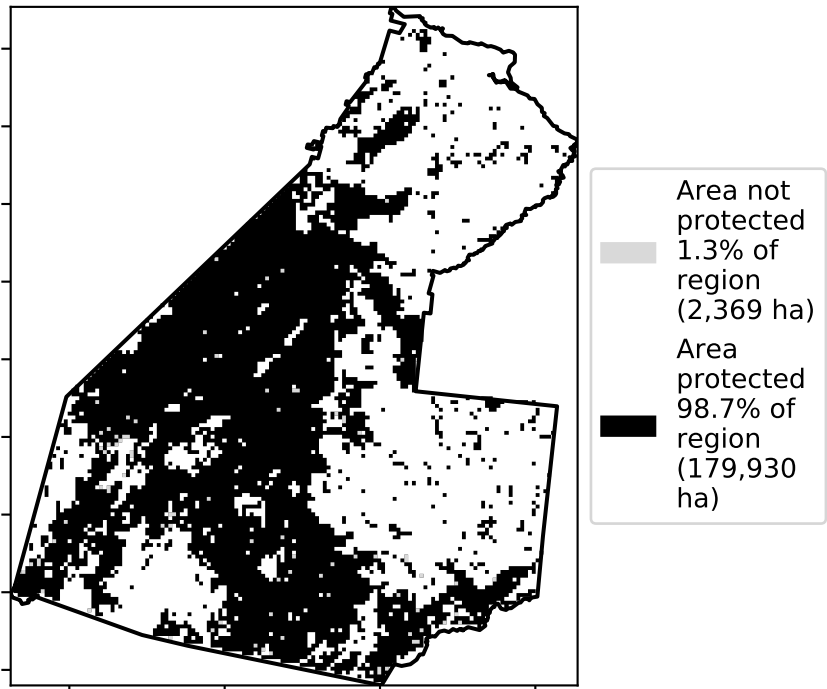 Area not
protected
1.3% of
region
(2,369 ha)
Area
protected
98.7% of
region
(179,930
ha)